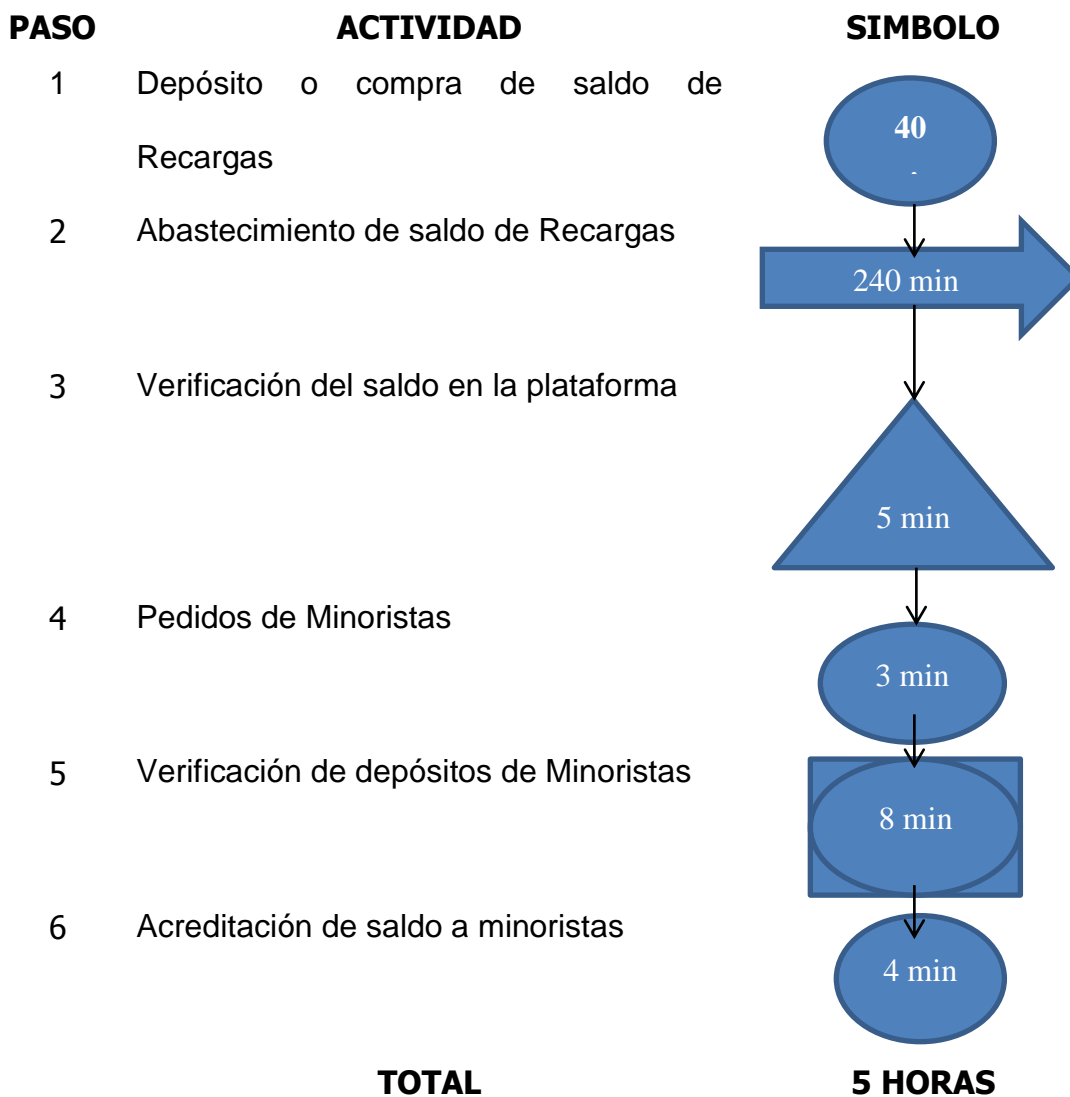 PASO ACTIVIDAD SIMBOLO
1 Depósito o compra de saldo de
Recargas
40
2 Abastecimiento de saldo de Recargas
240 min
3 Verificación del saldo en la plataforma
5 min
4 Pedidos de Minoristas
3 min
5 Verificación de depósitos de Minoristas
8 min
6 Acreditación de saldo a minoristas
4 min
TOTAL 5 HORAS